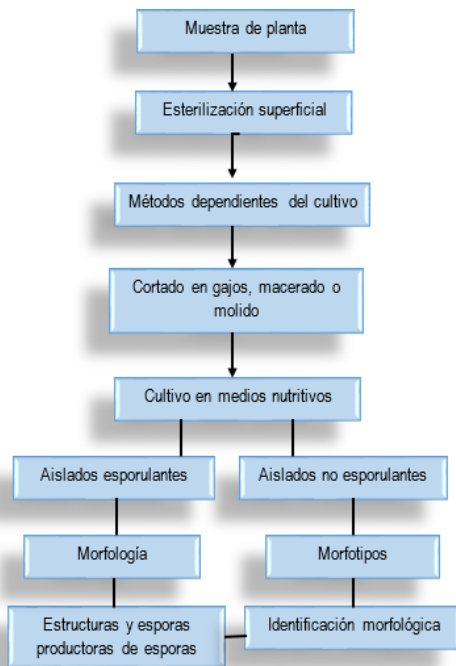 Muestra de planta
Esterilización superficial
Métodos dependientes del cultivo
Cortado en gajos, macerado o
molido
Cultivo en medios nutritivos
Aislados esporulantes
Aislados no esporulantes
Morfología
Morfotipos
Estructuras y esporas
productoras de esporas
Identificación morfológica